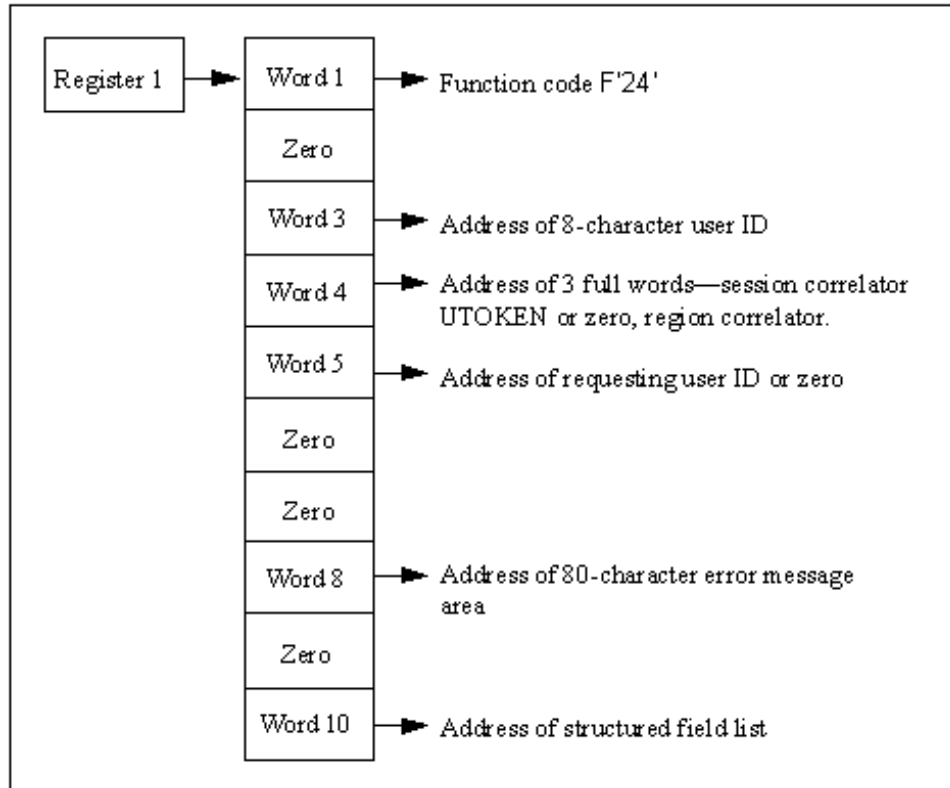 Register 1
Word 1
Function code F'24'
Zero
Word 3
Address of 8-character user ID
Word 4
Address of 3 full words—session correlator
UTOKEN or zero, region correlator.
Word 5
Address of requesting user ID or zero
Zero
Zero
Word 8
Address of 80-character error message
area
Zero
Word 10
Address of structured field list